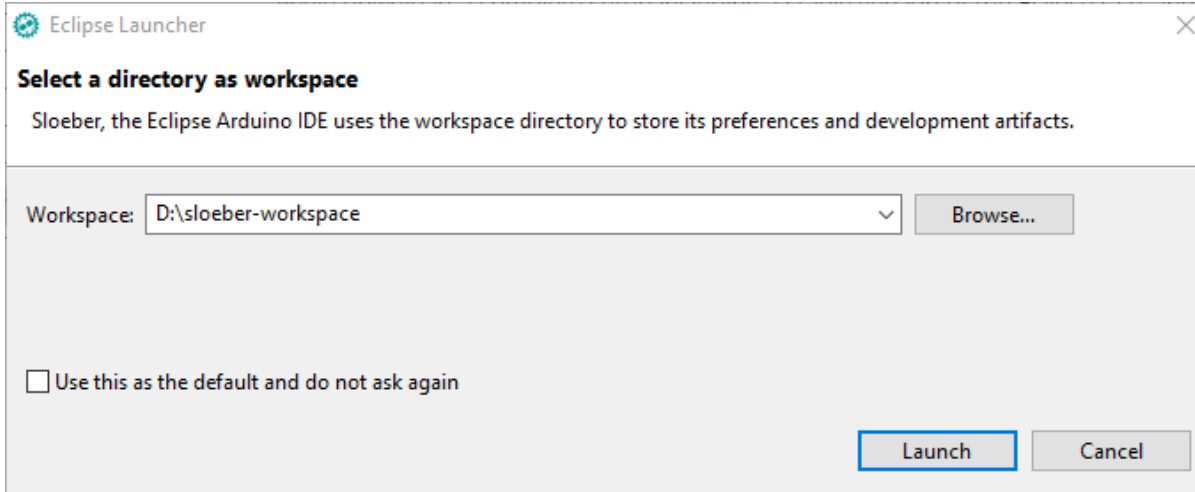 Eclipse Launcher
Select a directory as workspace
Sloeber, the Eclipse Arduino IDE uses the workspace directory to store its preferences and development artifacts.
Workspace: D:\sloeber-workspace Browse...
Use this as the default and do not ask again
Launch Cancel